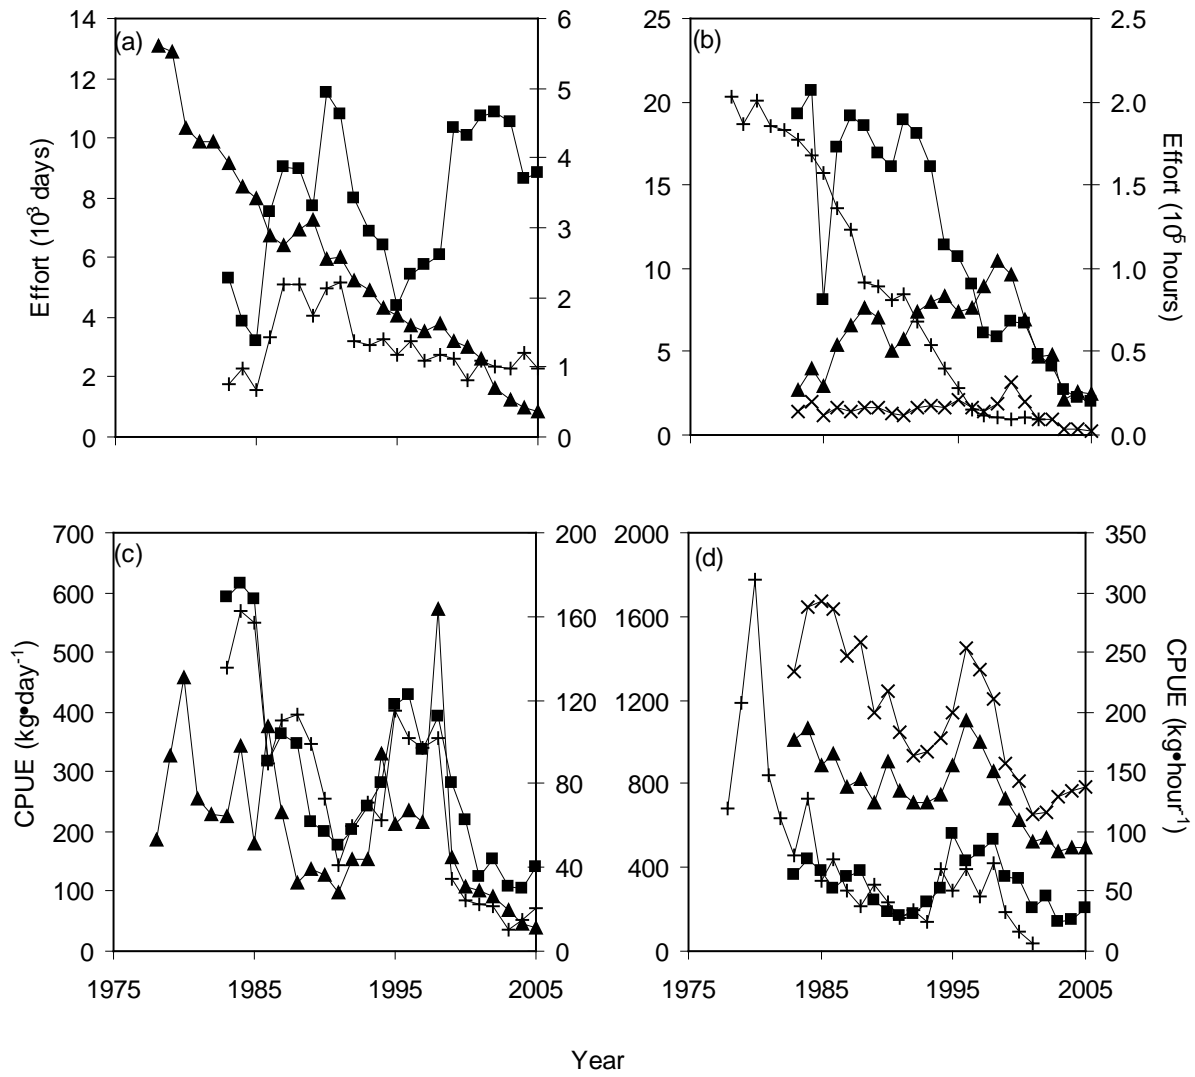 14 6 25 2.5
(a) (b)
12 5 20 2.0
10 4
8 15 1.5
3
6 10 1.0
4 2
5 0.5
2 1
0 0 0 0.0
Effort (10³ days)
Effort (10⁵ hours)
700 200 2000 350
(c) (d)
600 160 1600 300
500 250
400 120 1200 200
300 80 800 150
200 100
40 400
100 50
0 0 0 0
CPUE (kg•day⁻¹)
CPUE (kg•hour⁻¹)
1975 1985 1995 2005 1975 1985 1995 2005
Year